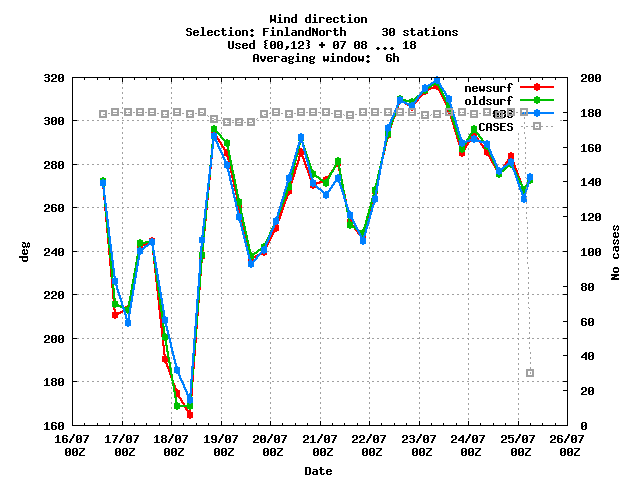 Wind direction
Selection: FinlandNorth 30 stations
Used {00,12} + 07 08 ... 18
Averaging window: 6h
newsurf
oldsurf
OBS
CASES
deg
No cases
320
300
280
260
240
220
200
180
160
200
180
160
140
120
100
80
60
40
20
0
16/07 17/07 18/07 19/07 20/07 21/07 22/07 23/07 24/07 25/07 26/07
00Z 00Z 00Z 00Z 00Z 00Z 00Z 00Z 00Z 00Z 00Z
Date